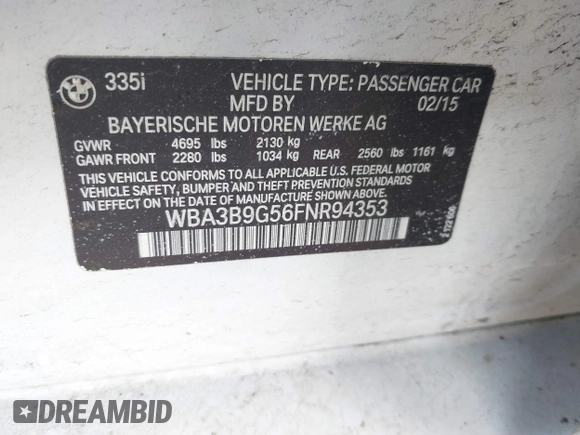 335i VEHICLE TYPE: PASSENGER CAR
MFD BY 02/15
BAYERISCHE MOTOREN WERKE AG
GVWR 4695 lbs 2130 kg
GAWR FRONT 2280 lbs 1034 kg REAR 2560 lbs 1161 kg
THIS VEHICLE CONFORMS TO ALL APPLICABLE U.S. FEDERAL MOTOR
VEHICLE SAFETY, BUMPER AND THEFT PREVENTION STANDARDS
IN EFFECT ON THE DATE OF MANUFACTURE SHOWN ABOVE.
WBA3B9G56FNR94353
DREAMBID